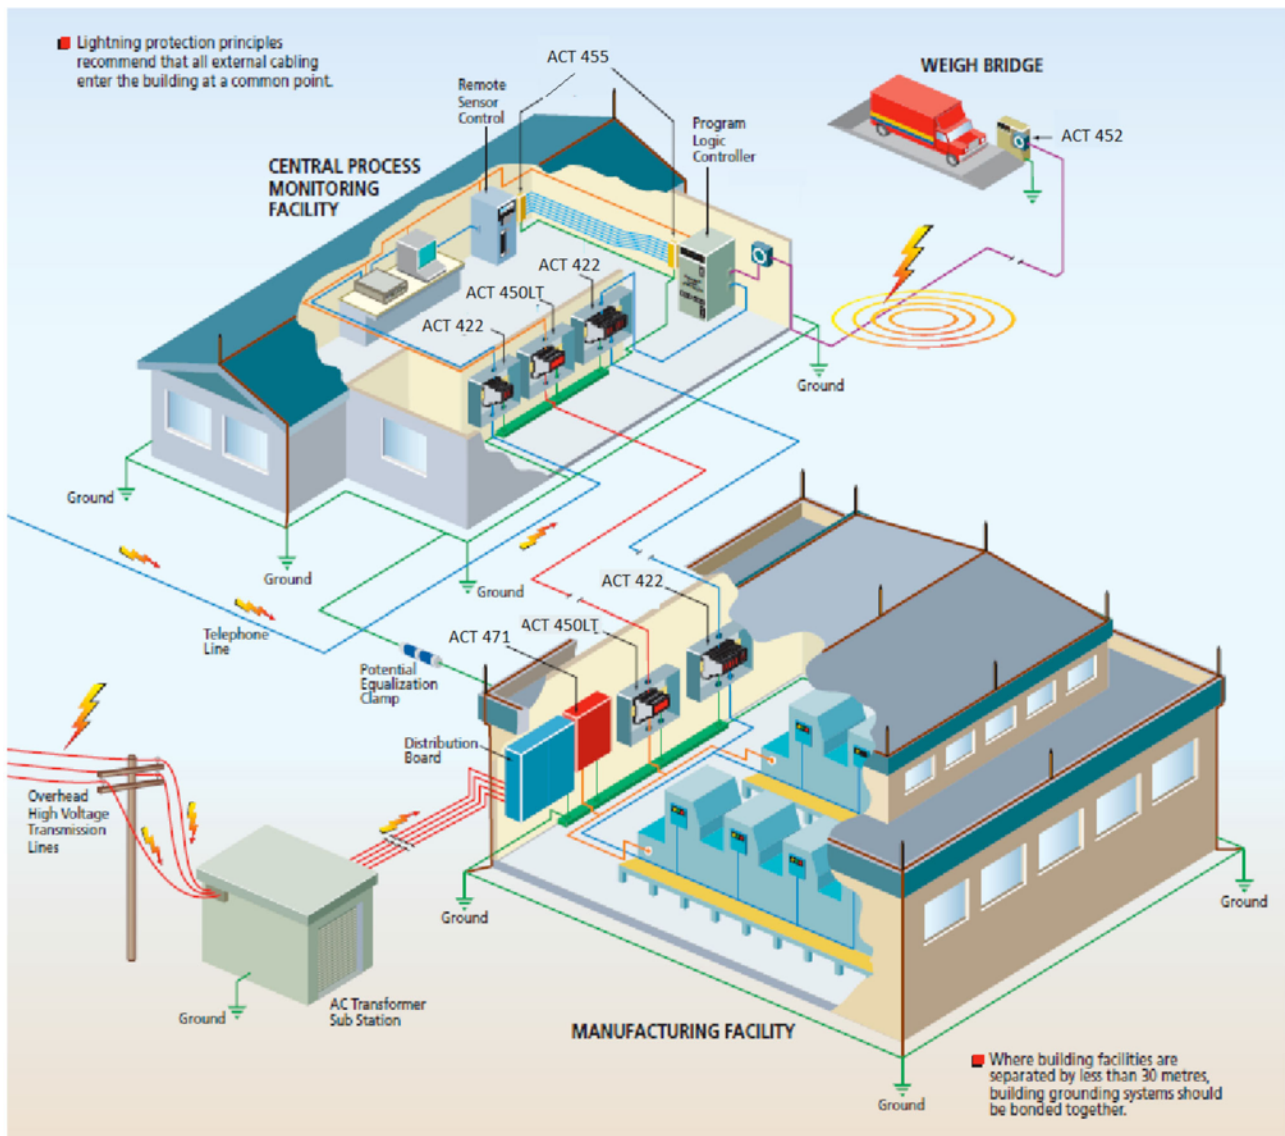 Lightning protection principles
recommend that all external cabling
enter the building at a common point.
ACT 455
WEIGH BRIDGE
Remote
Sensor
Control
Program
Logic
Controller
ACT 452
CENTRAL PROCESS
MONITORING
FACILITY
ACT 422
ACT 450LT
ACT 422
Ground
Ground
Ground
Ground
Telephone
Line
ACT 422
ACT 450LT
ACT 471
Potential
Equalization
Clamp
Distribution
Board
Overhead
High Voltage
Transmission
Lines
Ground
Ground
Ground
AC Transformer
Sub Station
MANUFACTURING FACILITY
Where building facilities are
separated by less than 30 metres,
building grounding systems should
be bonded together.
Ground